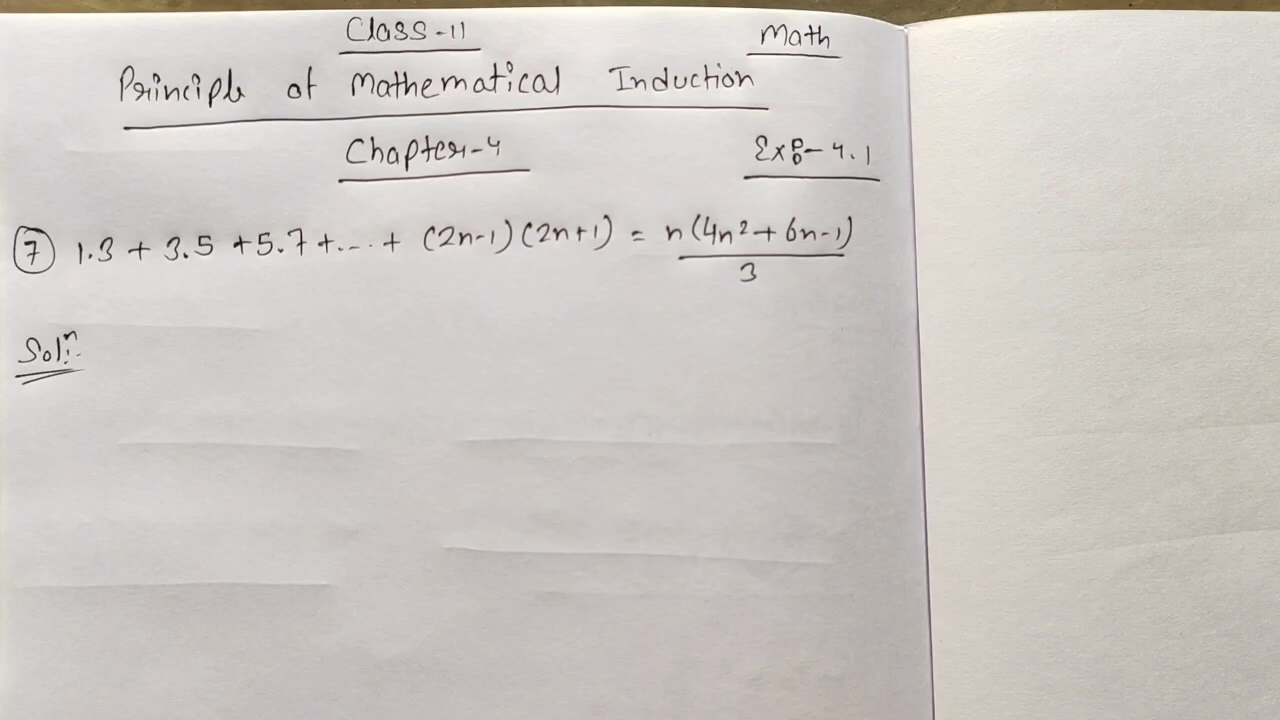 Class-11 Math
Principle of Mathematical Induction
Chapter-4 Exo-4.1
⑦ 1.3 + 3.5 + 5.7 + .... + (2n-1)(2n+1) = n(4n²+6n-1)
3
Solⁿ:-